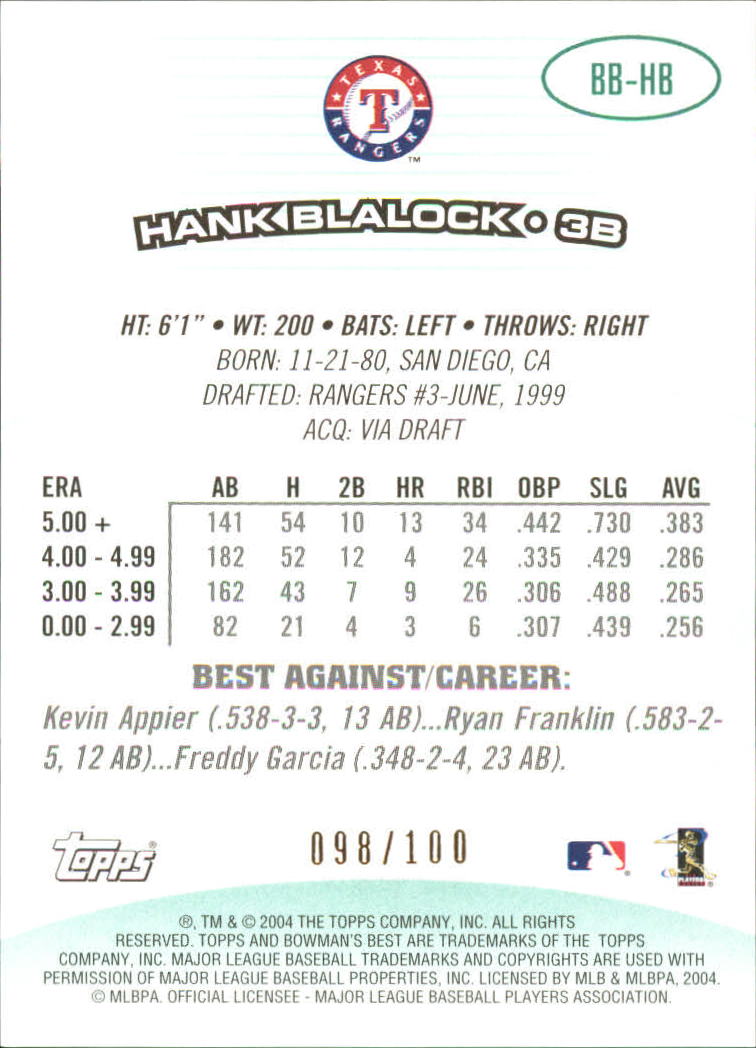 BB-HB
TEXAS
T
RANGERS
TM
HANK BLALOCK • 3B
HT: 6'1" • WT: 200 • BATS: LEFT • THROWS: RIGHT
BORN: 11-21-80, SAN DIEGO, CA
DRAFTED: RANGERS #3-JUNE, 1999
ACQ: VIA DRAFT
ERA AB H 2B HR RBI OBP SLG AVG
5.00 + 141 54 10 13 34 .442 .730 .383
4.00 - 4.99 182 52 12 4 24 .335 .429 .286
3.00 - 3.99 162 43 7 9 26 .306 .488 .265
0.00 - 2.99 82 21 4 3 6 .307 .439 .256
BEST AGAINST/CAREER:
Kevin Appier (.538-3-3, 13 AB)...Ryan Franklin (.583-2-
5, 12 AB)...Freddy Garcia (.348-2-4, 23 AB).
Topps®
098/100
®, TM & © 2004 THE TOPPS COMPANY, INC. ALL RIGHTS
RESERVED. TOPPS AND BOWMAN'S BEST ARE TRADEMARKS OF THE TOPPS
COMPANY, INC. MAJOR LEAGUE BASEBALL TRADEMARKS AND COPYRIGHTS ARE USED WITH
PERMISSION OF MAJOR LEAGUE BASEBALL PROPERTIES, INC. LICENSED BY MLB & MLBPA, 2004.
© MLBPA. OFFICIAL LICENSEE - MAJOR LEAGUE BASEBALL PLAYERS ASSOCIATION.